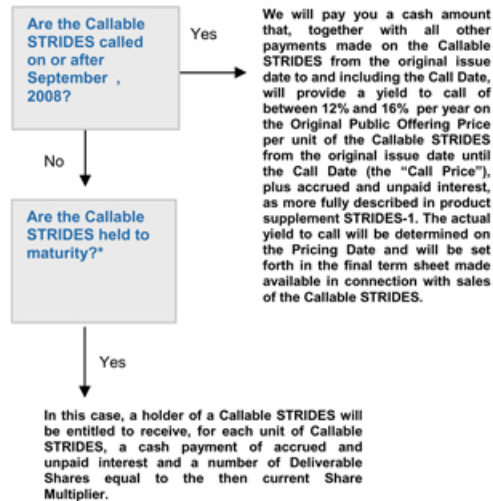 Are the Callable
STRIDES called
on or after
September  ,
2008?
Yes
We will pay you a cash amount
that, together with all other
payments made on the Callable
STRIDES from the original issue
date to and including the Call Date,
will provide a yield to call of
between 12% and 16% per year on
the Original Public Offering Price
per unit of the Callable STRIDES
from the original issue date until
the Call Date (the “Call Price”),
plus accrued and unpaid interest,
as more fully described in product
supplement STRIDES-1. The actual
yield to call will be determined on
the Pricing Date and will be set
forth in the final term sheet made
available in connection with sales
of the Callable STRIDES.
No
Are the Callable
STRIDES held to
maturity?*
Yes
In this case, a holder of a Callable STRIDES will
be entitled to receive, for each unit of Callable
STRIDES, a cash payment of accrued and
unpaid interest and a number of Deliverable
Shares equal to the then current Share
Multiplier.